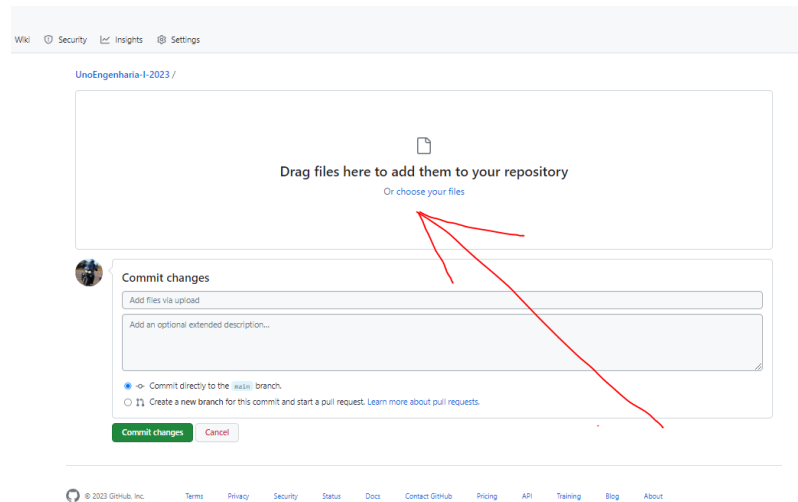 Wiki Security Insights Settings
UnoEngenharia-I-2023 /
Drag files here to add them to your repository
Or choose your files
Commit changes
Add files via upload
Add an optional extended description...
Commit directly to the main branch.
Create a new branch for this commit and start a pull request. Learn more about pull requests.
Commit changes Cancel
© 2023 GitHub, Inc. Terms Privacy Security Status Docs Contact GitHub Pricing API Training Blog About